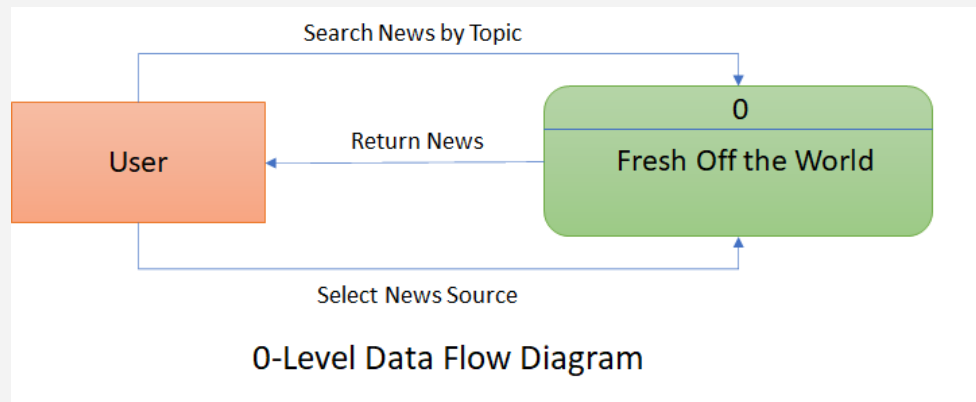 Search News by Topic
0
Return News
User
Fresh Off the World
Select News Source
0-Level Data Flow Diagram